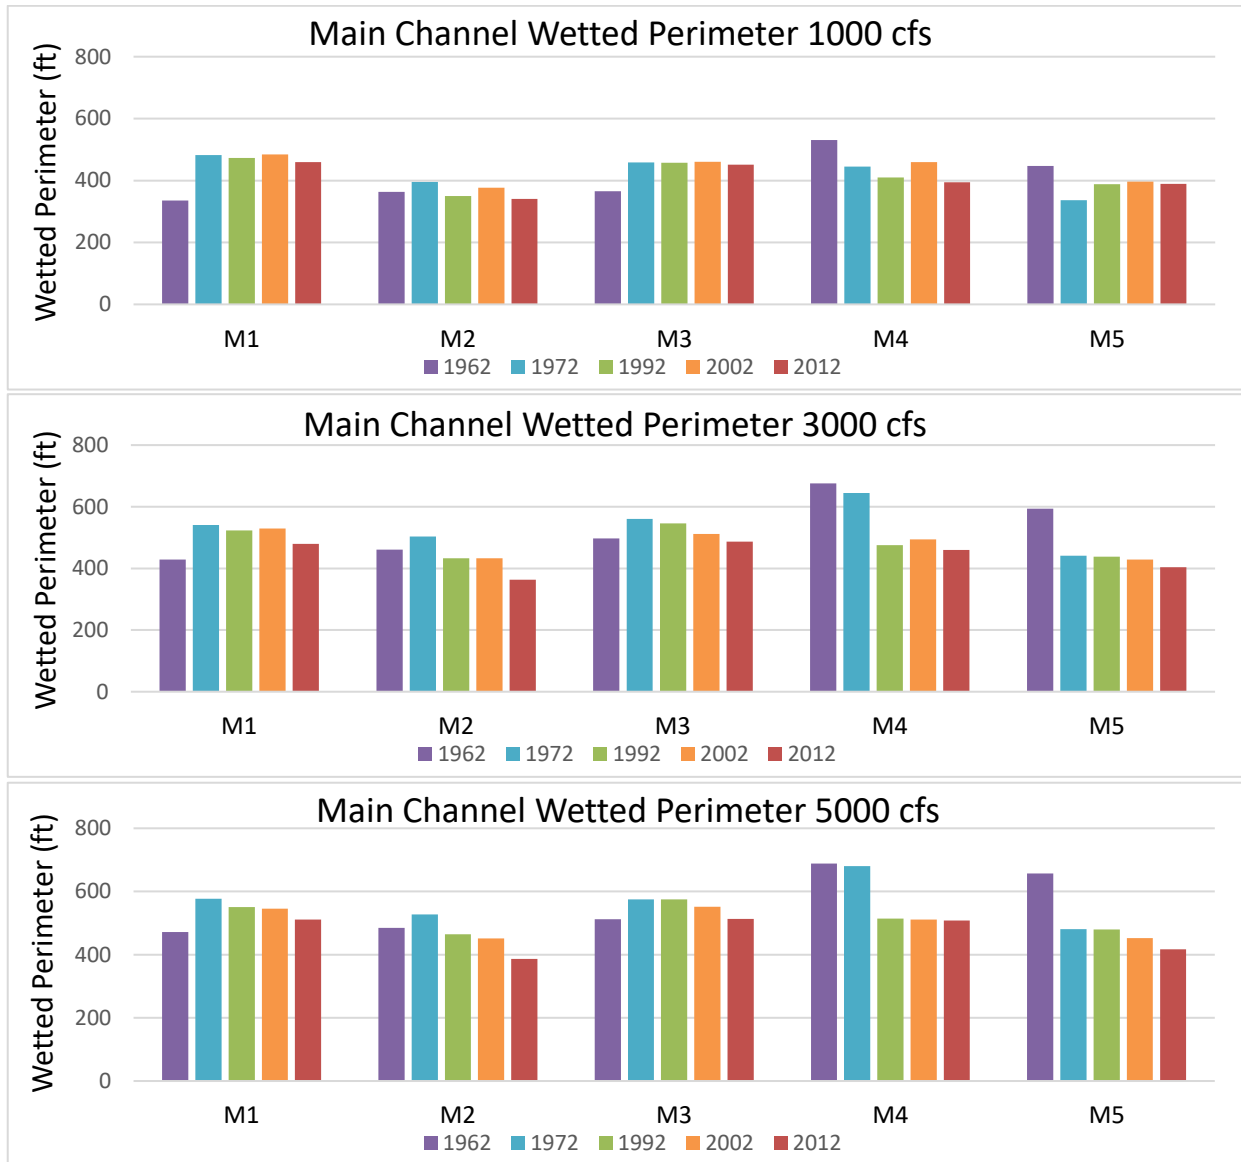 Main Channel Wetted Perimeter 1000 cfs
Wetted Perimeter (ft)
800
600
400
200
0
M1 M2 M3 M4 M5
1962 1972 1992 2002 2012
Main Channel Wetted Perimeter 3000 cfs
Wetted Perimeter (ft)
800
600
400
200
0
M1 M2 M3 M4 M5
1962 1972 1992 2002 2012
Main Channel Wetted Perimeter 5000 cfs
Wetted Perimeter (ft)
800
600
400
200
0
M1 M2 M3 M4 M5
1962 1972 1992 2002 2012